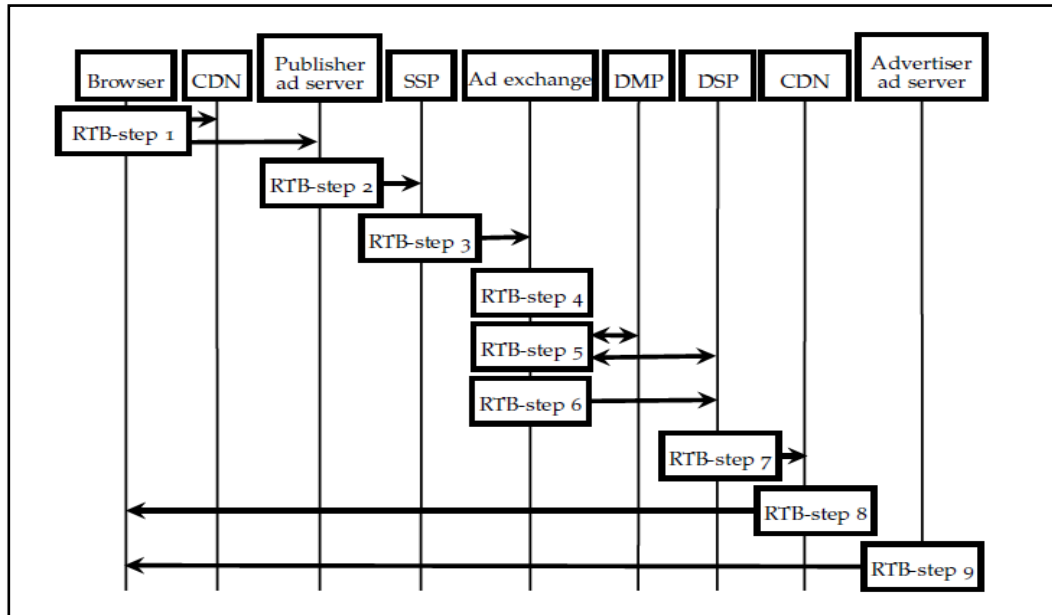 Browser
CDN
Publisher
ad server
SSP
Ad exchange
DMP
DSP
CDN
Advertiser
ad server
RTB-step 1
RTB-step 2
RTB-step 3
RTB-step 4
RTB-step 5
RTB-step 6
RTB-step 7
RTB-step 8
RTB-step 9